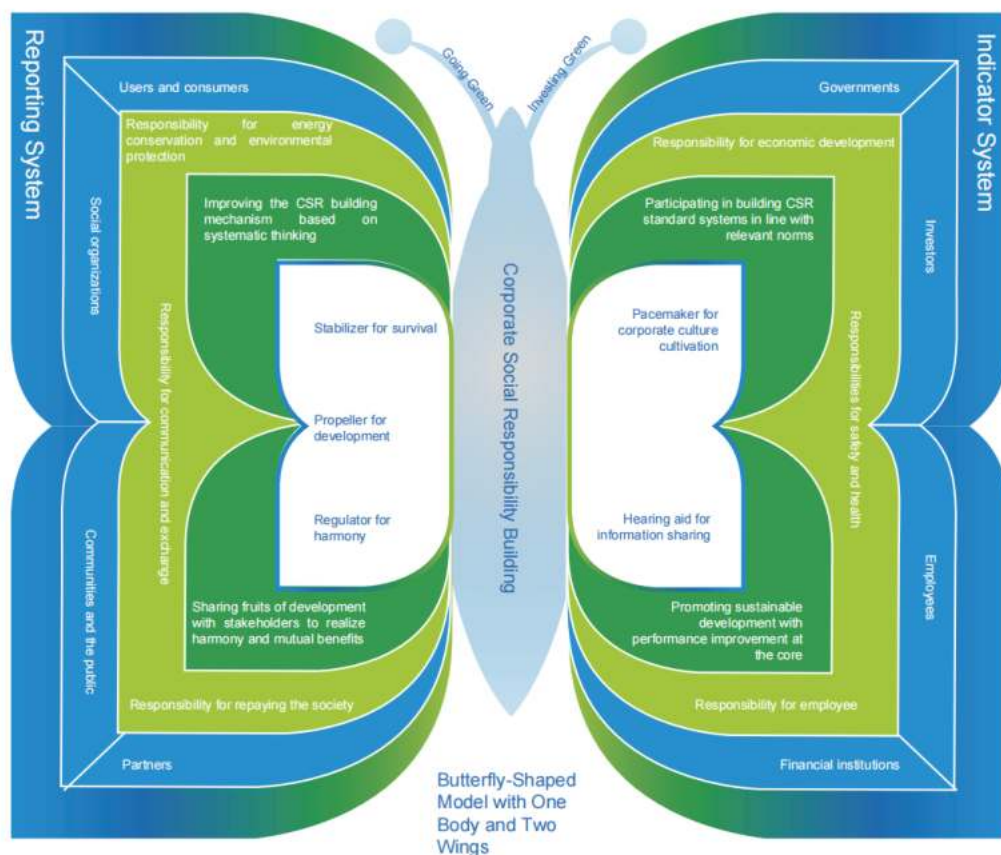 Reporting System
Users and consumers
Social organizations
Communities and the public
Partners
Responsibility for energy
conservation and environmental
protection
Responsibility for communication and exchange
Responsibility for repaying the society
Improving the CSR building
mechanism based on
systematic thinking
Sharing fruits of development
with stakeholders to realize
harmony and mutual benefits
Stabilizer for survival
Propeller for
development
Regulator for
harmony
Going Green
Investing Green
Corporate Social Responsibility Building
Indicator System
Governments
Investors
Employees
Financial institutions
Responsibility for economic development
Responsibilities for safety and health
Responsibility for employee
Participating in building CSR
standard systems in line with
relevant norms
Promoting sustainable
development with
performance improvement at
the core
Pacemaker for
corporate culture
cultivation
Hearing aid for
information sharing
Butterfly-Shaped
Model with One
Body and Two
Wings